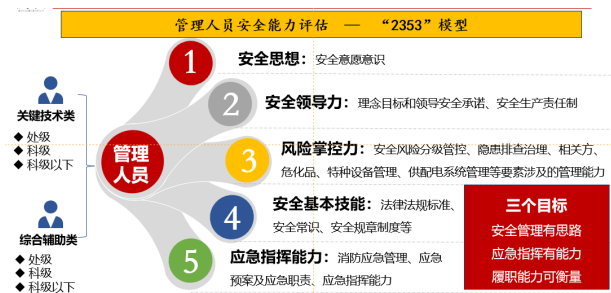 管理人员安全能力评估 — “2353”模型
关键技术类
◆ 处级
◆ 科级
◆ 科级以下
综合辅助类
◆ 处级
◆ 科级
◆ 科级以下
管理
人员
1
安全思想：安全意愿意识
2
安全领导力：理念目标和领导安全承诺、安全生产责任制
3
风险掌控力：安全风险分级管控、隐患排查治理、相关方、
危化品、特种设备管理、供配电系统管理等要素涉及的管理能力
4
安全基本技能：法律法规标准、
安全常识、安全规章制度等
5
应急指挥能力：消防应急管理、应急
预案及应急职责、应急指挥能力
三个目标
安全管理有思路
应急指挥有能力
履职能力可衡量